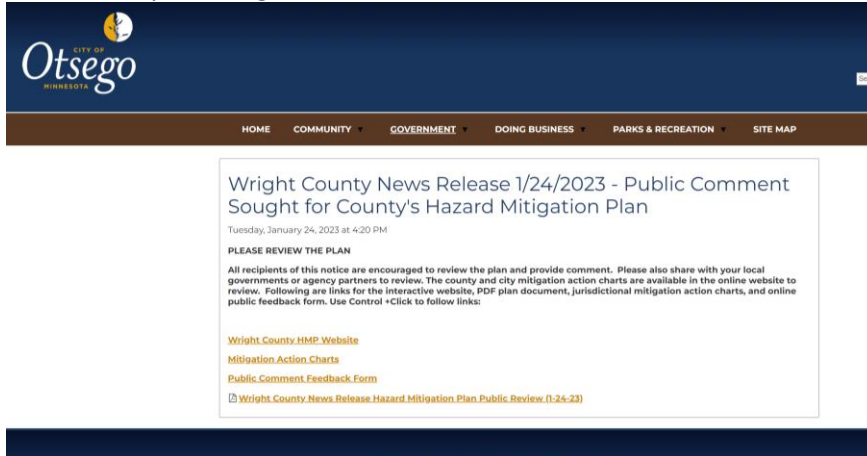 CITY OF
Otsego
MINNESOTA
HOME COMMUNITY GOVERNMENT DOING BUSINESS PARKS & RECREATION SITE MAP
Wright County News Release 1/24/2023 - Public Comment
Sought for County's Hazard Mitigation Plan
Tuesday, January 24, 2023 at 4:20 PM
PLEASE REVIEW THE PLAN
All recipients of this notice are encouraged to review the plan and provide comment. Please also share with your local
governments or agency partners to review. The county and city mitigation action charts are available in the online website to
review. Following are links for the interactive website, PDF plan document, jurisdictional mitigation action charts, and online
public feedback form. Use Control +Click to follow links:
Wright County HMP Website
Mitigation Action Charts
Public Comment Feedback Form
Wright County News Release Hazard Mitigation Plan Public Review (1-24-23)